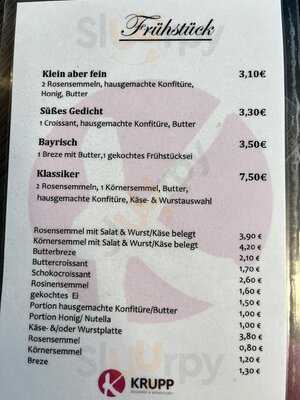 Frühstück
Klein aber fein 3,10€
2 Rosensemmeln, hausgemachte Konfitüre,
Honig, Butter
Süßes Gedicht 3,30€
1 Croissant, hausgemachte Konfitüre, Butter
Bayrisch 3,50€
1 Breze mit Butter,1 gekochtes Frühstücksei
Klassiker 7,50€
2 Rosensemmeln, 1 Körnersemmel, Butter,
hausgemachte Konfitüre, Käse- & Wurstauswahl
Rosensemmel mit Salat & Wurst/Käse belegt 3,90 €
Körnersemmel mit Salat & Wurst/Käse belegt 4,20 €
Butterbreze 2,10 €
Buttercroissant 1,70 €
Schokocroissant 2,60 €
Rosinensemmel 1,60 €
gekochtes Ei 1,50 €
Portion hausgemachte Konfitüre/Butter 1,00 €
Portion Honig/ Nutella 1,00 €
Käse- &/oder Wurstplatte 3,80 €
Rosensemmel 0,80 €
Körnersemmel 1,20 €
Breze 1,30 €
K KRUPP